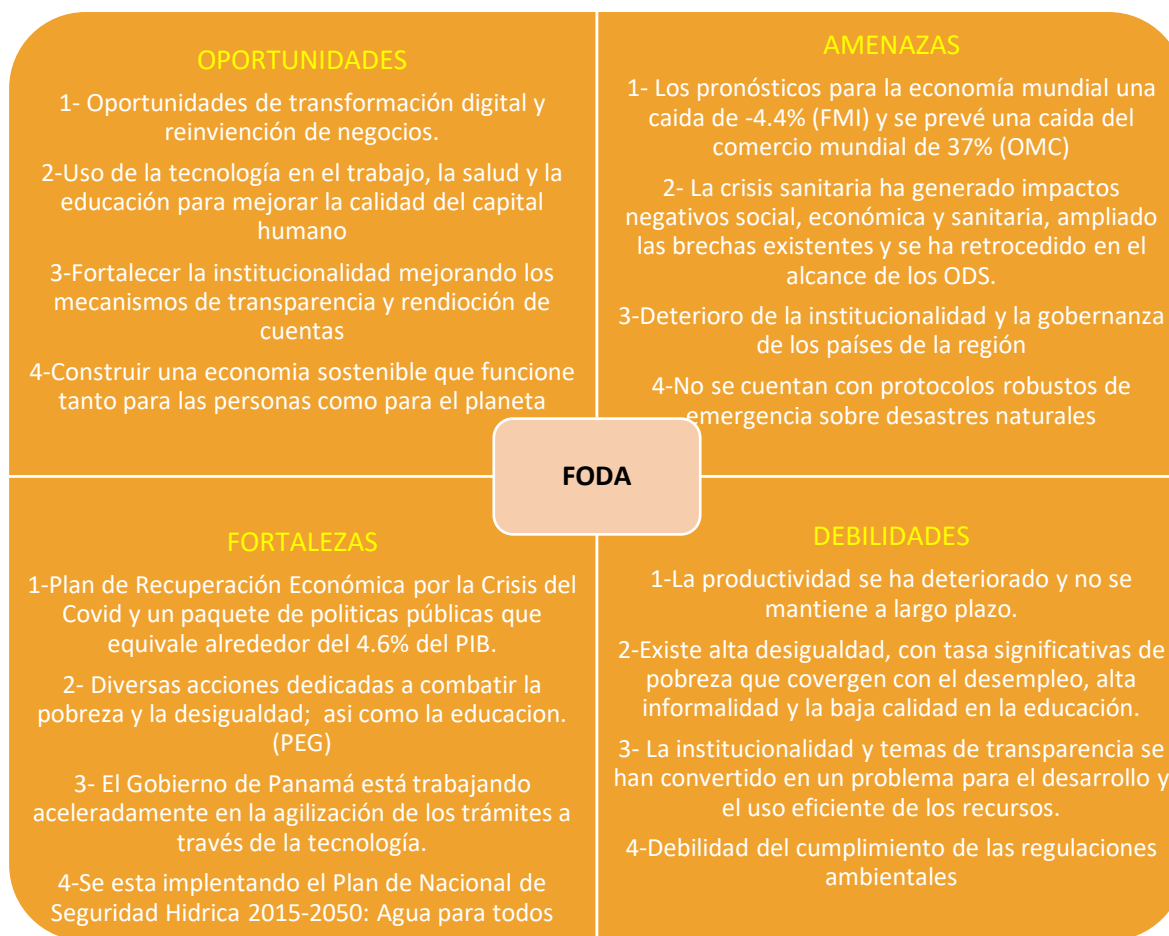 OPORTUNIDADES
1- Oportunidades de transformación digital y
reinviención de negocios.
2-Uso de la tecnología en el trabajo, la salud y la
educación para mejorar la calidad del capital
humano
3-Fortalecer la institucionalidad mejorando los
mecanismos de transparencia y rendioción de
cuentas
4-Construir una economia sostenible que funcione
tanto para las personas como para el planeta
AMENAZAS
1- Los pronósticos para la economía mundial una
caida de -4.4% (FMI) y se prevé una caida del
comercio mundial de 37% (OMC)
2- La crisis sanitaria ha generado impactos
negativos social, económica y sanitaria, ampliado
las brechas existentes y se ha retrocedido en el
alcance de los ODS.
3-Deterioro de la institucionalidad y la gobernanza
de los países de la región
4-No se cuentan con protocolos robustos de
emergencia sobre desastres naturales
FODA
FORTALEZAS
1-Plan de Recuperación Económica por la Crisis del
Covid y un paquete de politicas públicas que
equivale alrededor del 4.6% del PIB.
2- Diversas acciones dedicadas a combatir la
pobreza y la desigualdad; asi como la educacion.
(PEG)
3- El Gobierno de Panamá está trabajando
aceleradamente en la agilización de los trámites a
través de la tecnología.
4-Se esta implentando el Plan de Nacional de
Seguridad Hidrica 2015-2050: Agua para todos
DEBILIDADES
1-La productividad se ha deteriorado y no se
mantiene a largo plazo.
2-Existe alta desigualdad, con tasa significativas de
pobreza que covergen con el desempleo, alta
informalidad y la baja calidad en la educación.
3- La institucionalidad y temas de transparencia se
han convertido en un problema para el desarrollo y
el uso eficiente de los recursos.
4-Debilidad del cumplimiento de las regulaciones
ambientales